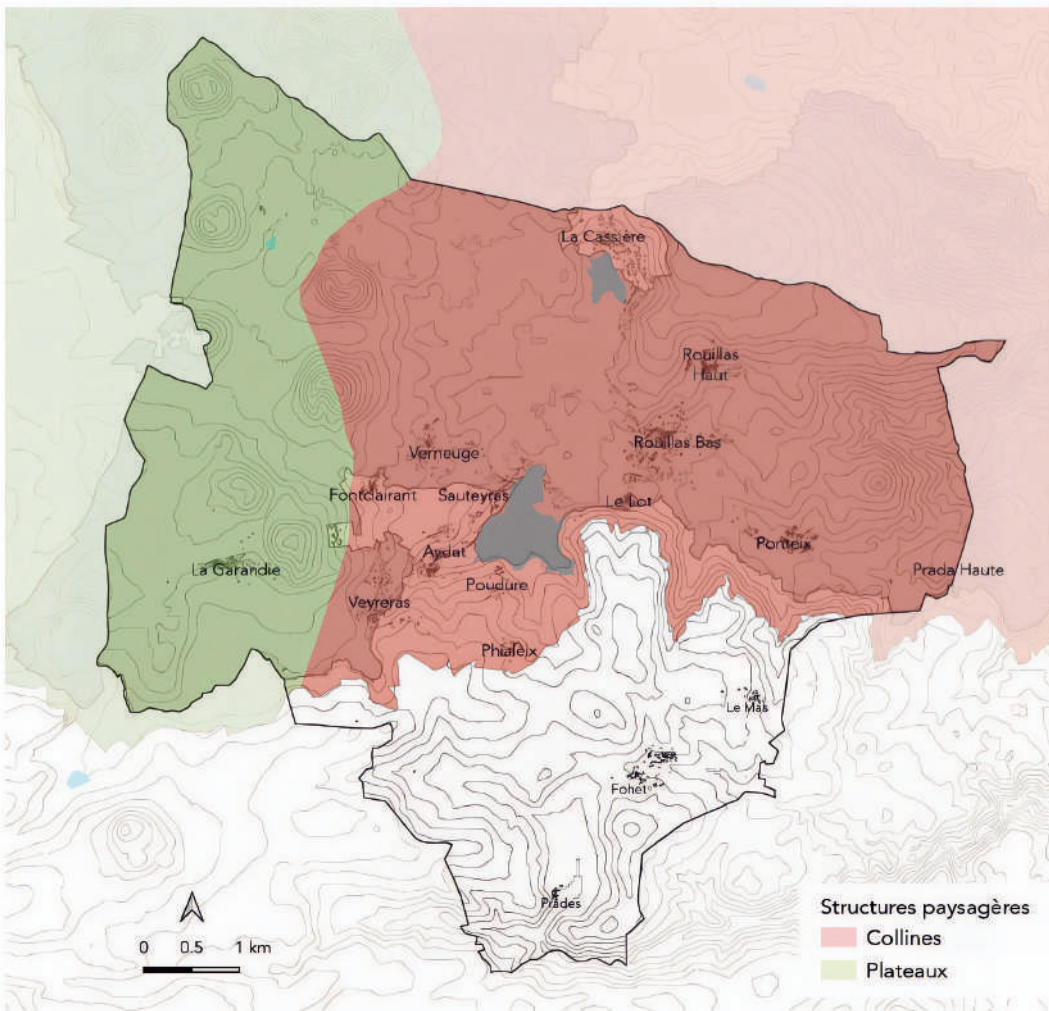 La Cassière
Rouillas
Haut
Rouillas Bas
Verneuge
Fontclairant
Sauteyras
Le Lot
Aydat
Ponteix
La Garandie
Poudure
Prada Haute
Veyreras
Phialeix
Le Mas
Fohet
Prades
0 0.5 1 km
Structures paysagères
Collines
Plateaux